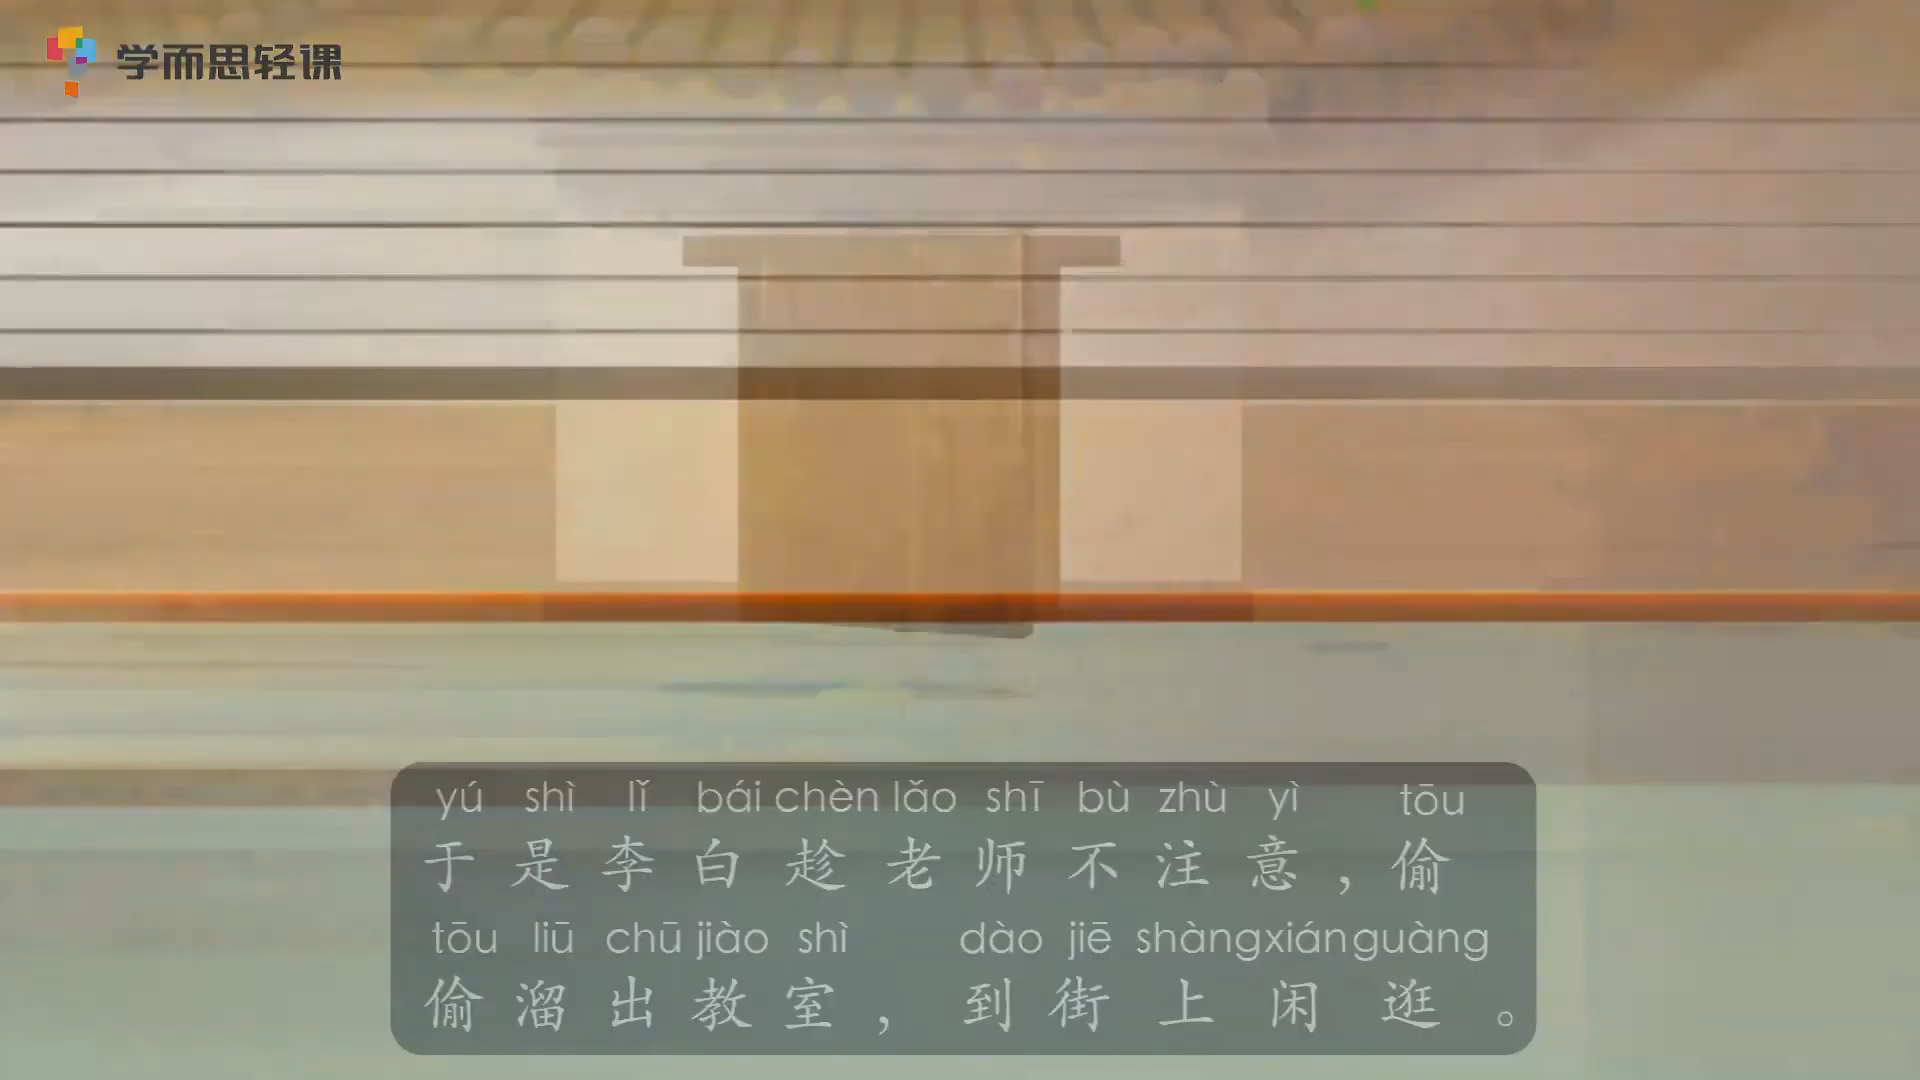 学而思轻课
yú shì lǐ bái chèn lǎo shī bù zhù yì tōu
于是李白趁老师不注意，偷
tōu liū chū jiào shì dào jiē shàng xián guàng
偷溜出教室，到街上闲逛。